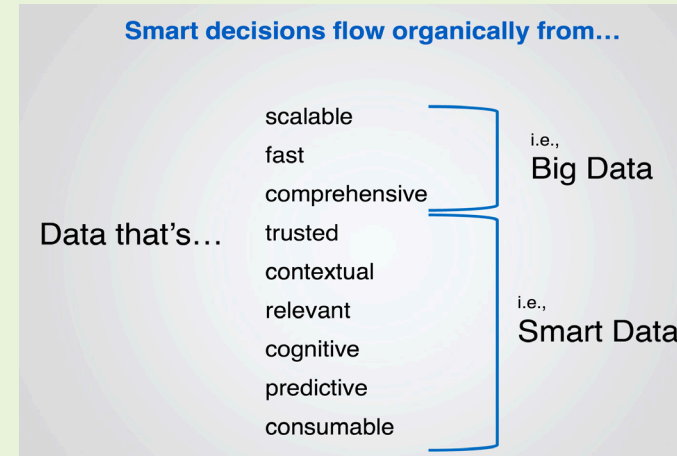 Smart decisions flow organically from…
Data that's…
scalable
fast
comprehensive
trusted
contextual
relevant
cognitive
predictive
consumable
i.e.,
Big Data
i.e.,
Smart Data